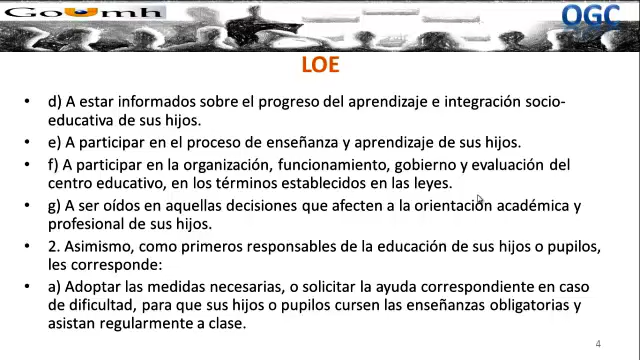 GOUmh
OGC
LOE
• d) A estar informados sobre el progreso del aprendizaje e integración socio-
educativa de sus hijos.
• e) A participar en el proceso de enseñanza y aprendizaje de sus hijos.
• f) A participar en la organización, funcionamiento, gobierno y evaluación del
centro educativo, en los términos establecidos en las leyes.
• g) A ser oídos en aquellas decisiones que afecten a la orientación académica y
profesional de sus hijos.
• 2. Asimismo, como primeros responsables de la educación de sus hijos o pupilos,
les corresponde:
• a) Adoptar las medidas necesarias, o solicitar la ayuda correspondiente en caso
de dificultad, para que sus hijos o pupilos cursen las enseñanzas obligatorias y
asistan regularmente a clase.
4